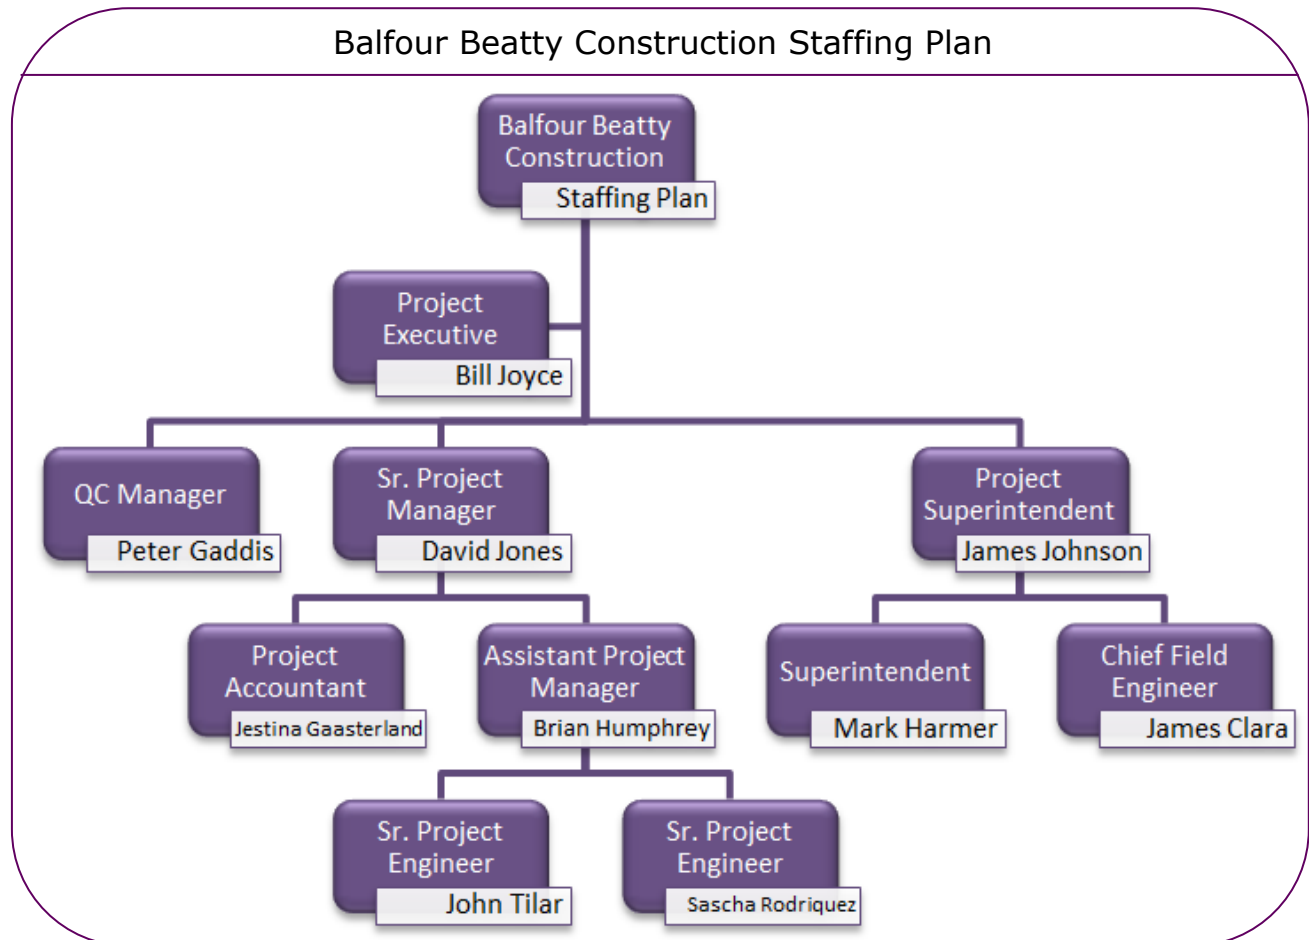 Balfour Beatty Construction Staffing Plan
Balfour Beatty
Construction
Staffing Plan
Project
Executive
Bill Joyce
QC Manager
Peter Gaddis
Sr. Project
Manager
David Jones
Project
Superintendent
James Johnson
Project
Accountant
Jestina Gaasterland
Assistant Project
Manager
Brian Humphrey
Superintendent
Mark Harmer
Chief Field
Engineer
James Clara
Sr. Project
Engineer
John Tilar
Sr. Project
Engineer
Sascha Rodriquez